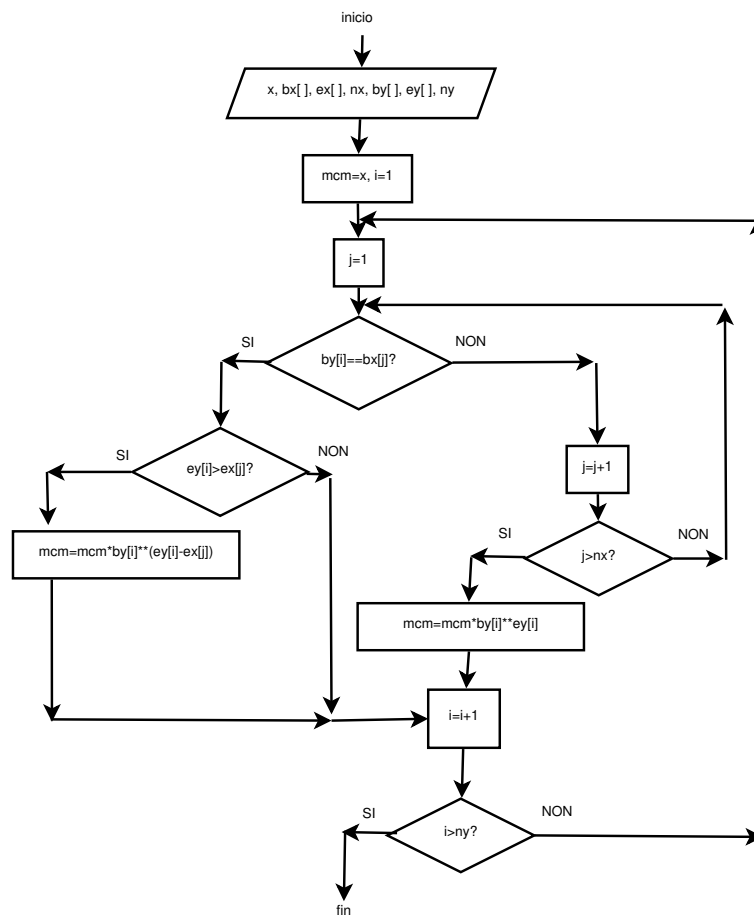 inicio
x, bx[ ], ex[ ], nx, by[ ], ey[ ], ny
mcm=x, i=1
j=1
by[i]==bx[j]?
SI
NON
ey[i]>ex[j]?
SI
NON
j=j+1
mcm=mcm*by[i]**(ey[i]-ex[j])
j>nx?
SI
NON
mcm=mcm*by[i]**ey[i]
i=i+1
i>ny?
SI
NON
fin